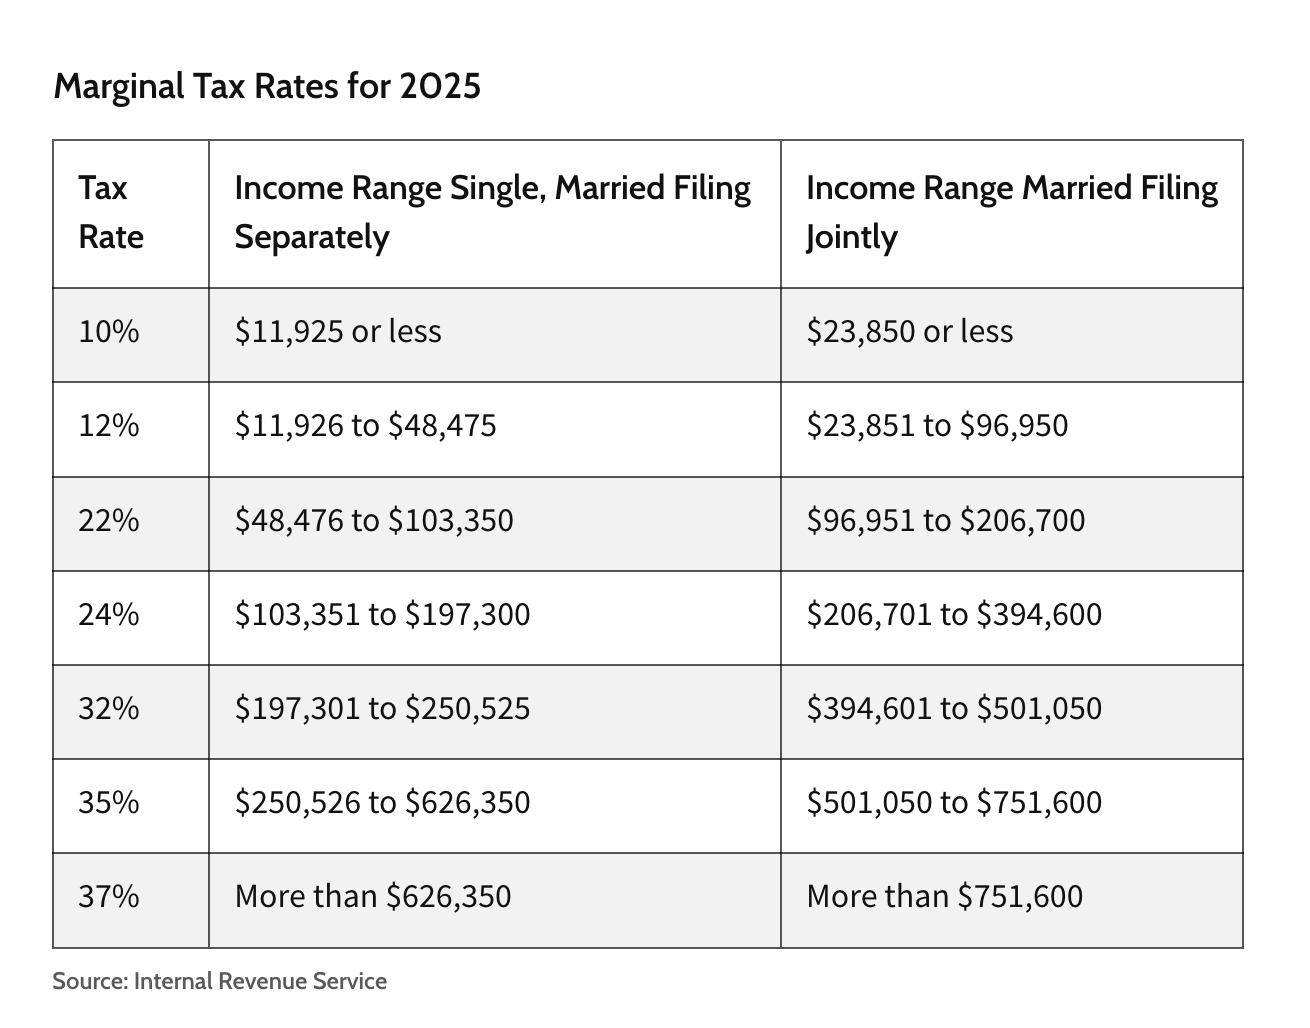 Marginal Tax Rates for 2025
Tax
Rate
Income Range Single, Married Filing
Separately
Income Range Married Filing
Jointly
10%
$11,925 or less
$23,850 or less
12%
$11,926 to $48,475
$23,851 to $96,950
22%
$48,476 to $103,350
$96,951 to $206,700
24%
$103,351 to $197,300
$206,701 to $394,600
32%
$197,301 to $250,525
$394,601 to $501,050
35%
$250,526 to $626,350
$501,050 to $751,600
37%
More than $626,350
More than $751,600
Source: Internal Revenue Service